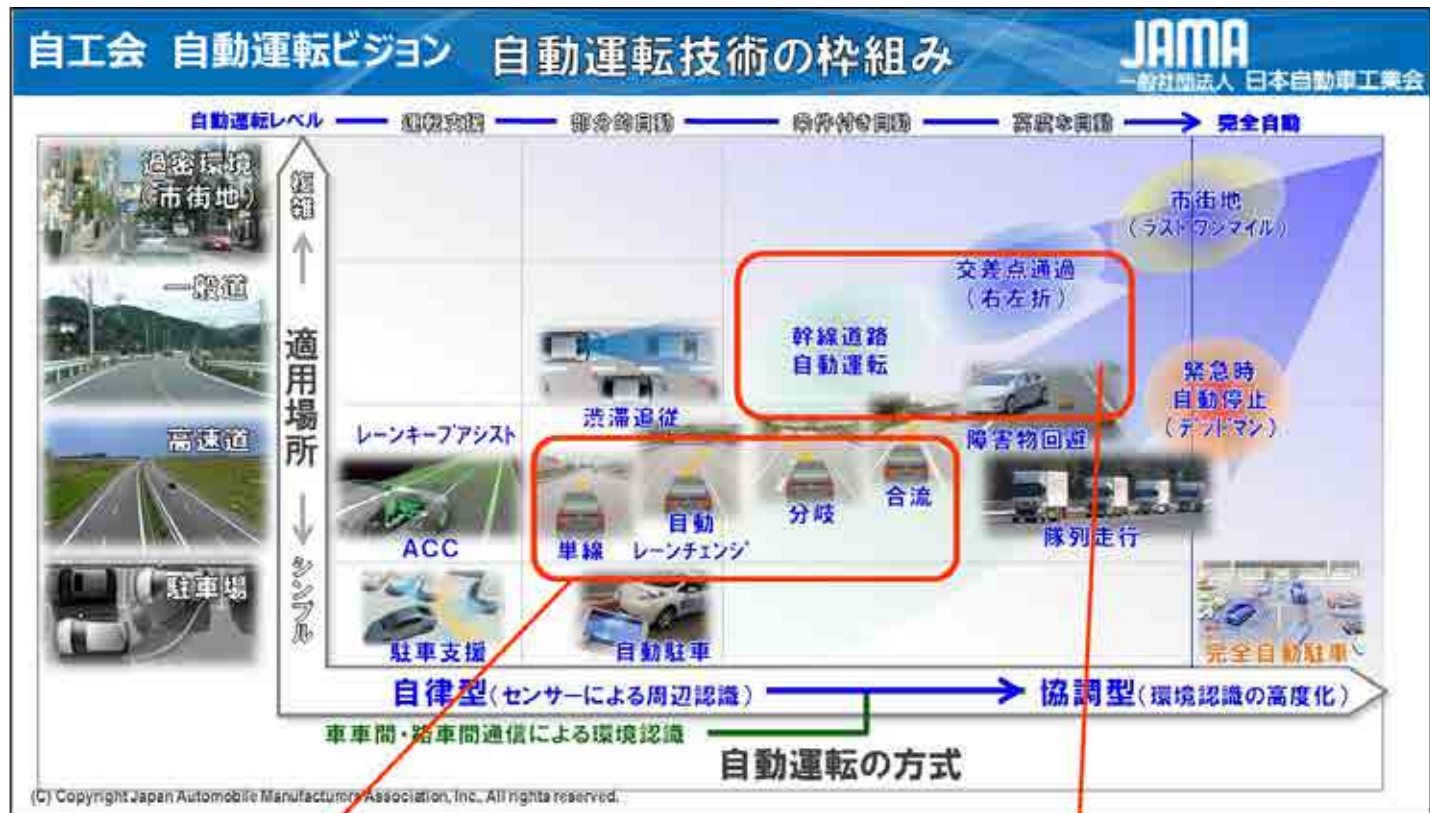 自工会 自動運転ビジョン 自動運転技術の枠組み
JAMA
一般社団法人 日本自動車工業会
自動運転レベル 運転支援 部分的自動 条件付き自動 高度な自動 完全自動
過密環境
(市街地)
一般道
高速道
駐車場
複雑
適用場所
シンプル
市街地
(ラストワンマイル)
交差点通過
(右左折)
幹線道路
自動運転
緊急時
自動停止
(デッドマン)
渋滞追従
障害物回避
レーンキープアシスト
ACC
単線
自動
レーンチェンジ
分岐
合流
隊列走行
駐車支援
自動駐車
完全自動駐車
自律型(センサーによる周辺認識)
協調型(環境認識の高度化)
車車間・路車間通信による環境認識
自動運転の方式
(C) Copyright Japan Automobile Manufacturers Association, Inc., All rights reserved.